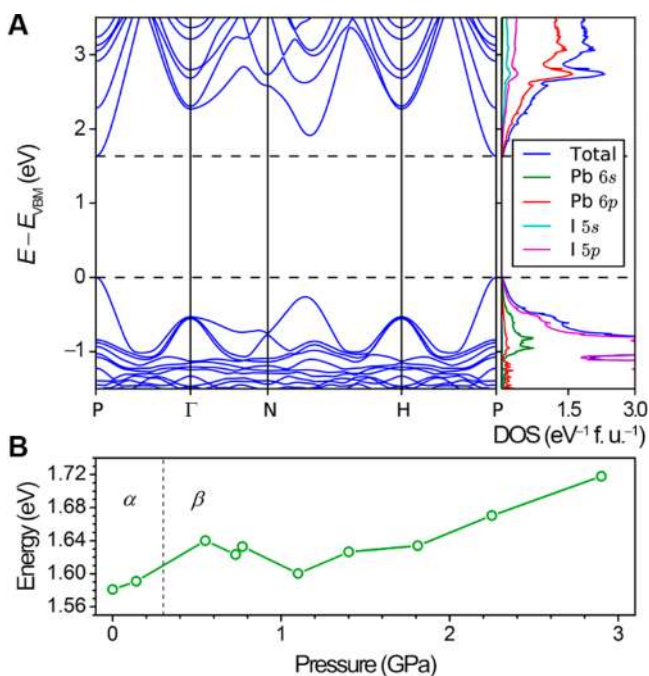 A
E − E_VBM (eV)
3
2
1
0
−1
P Γ N H P
Total
Pb 6s
Pb 6p
I 5s
I 5p
1.5 3.0
DOS (eV⁻¹ f. u.⁻¹)
B
α β
Energy (eV)
1.72
1.68
1.64
1.60
1.56
0 1 2 3
Pressure (GPa)